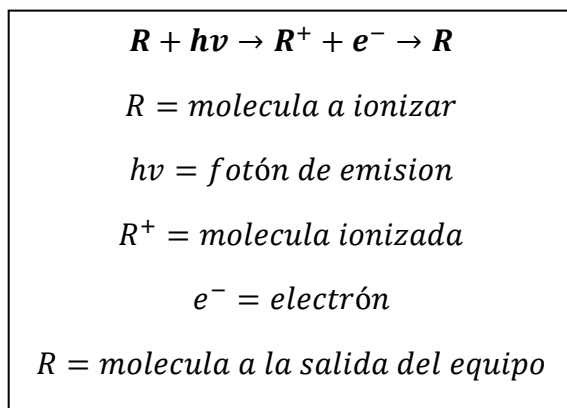 R + hv → R⁺ + e⁻ → R
R = molecula a ionizar
hv = fotón de emision
R⁺ = molecula ionizada
e⁻ = electrón
R = molecula a la salida del equipo